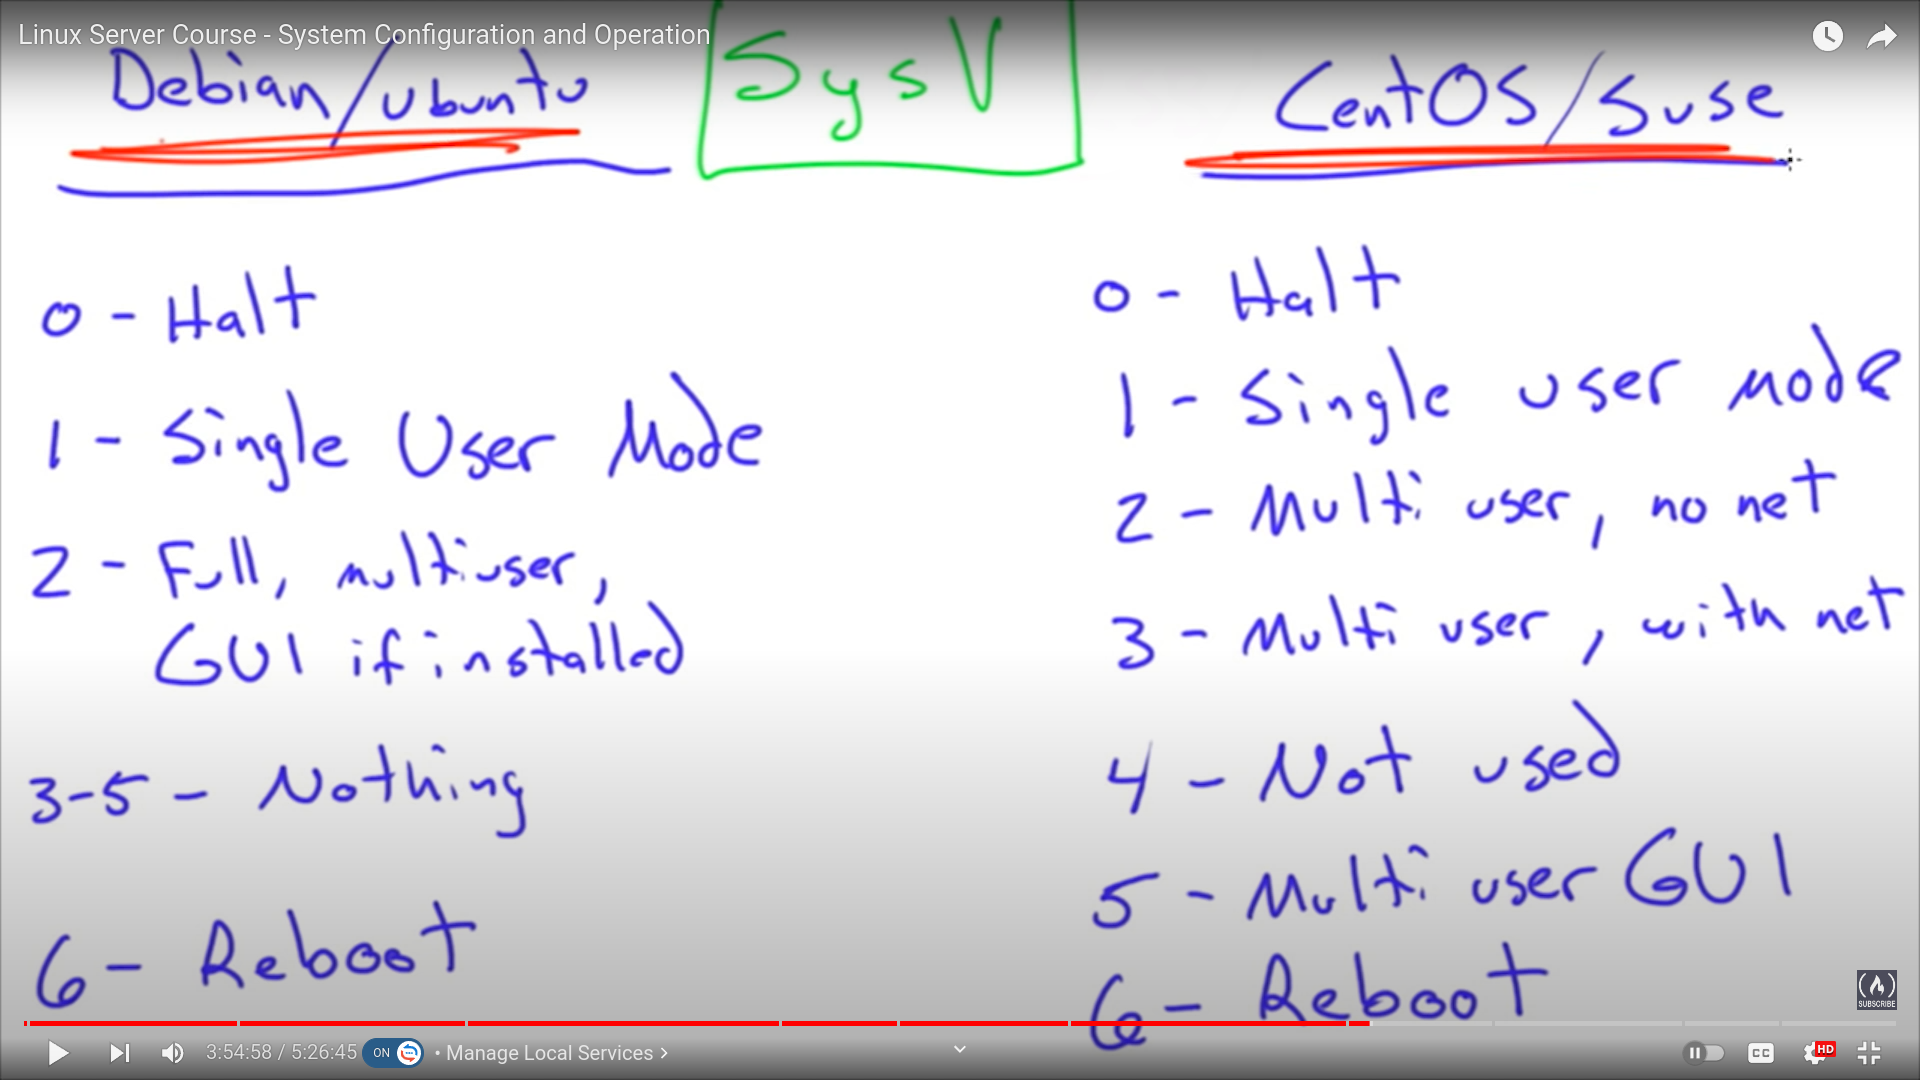 Linux Server Course - System Configuration and Operation
Debian/Ubuntu
SysV
CentOS/Suse
0 - Halt
1 - Single User Mode
2 - Full, multiuser,
GUI if installed
3-5 - Nothing
6 - Reboot
0 - Halt
1 - Single user mode
2 - Multi user, no net
3 - Multi user, with net
4 - Not used
5 - Multi user GUI
6 - Reboot
SUBSCRIBE
3:54:58 / 5:26:45
ON
• Manage Local Services >
CC
HD